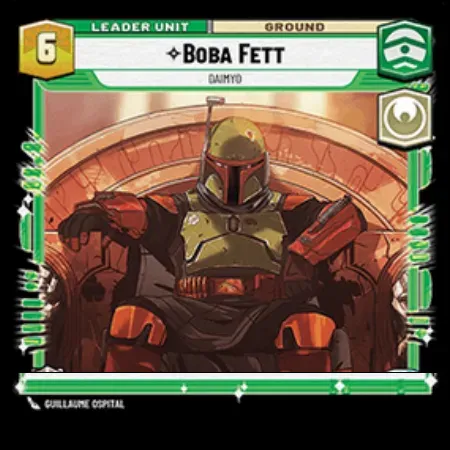 LEADER UNIT
GROUND
6
BOBA FETT
DAIMYO
GUILLAUME OSPITAL